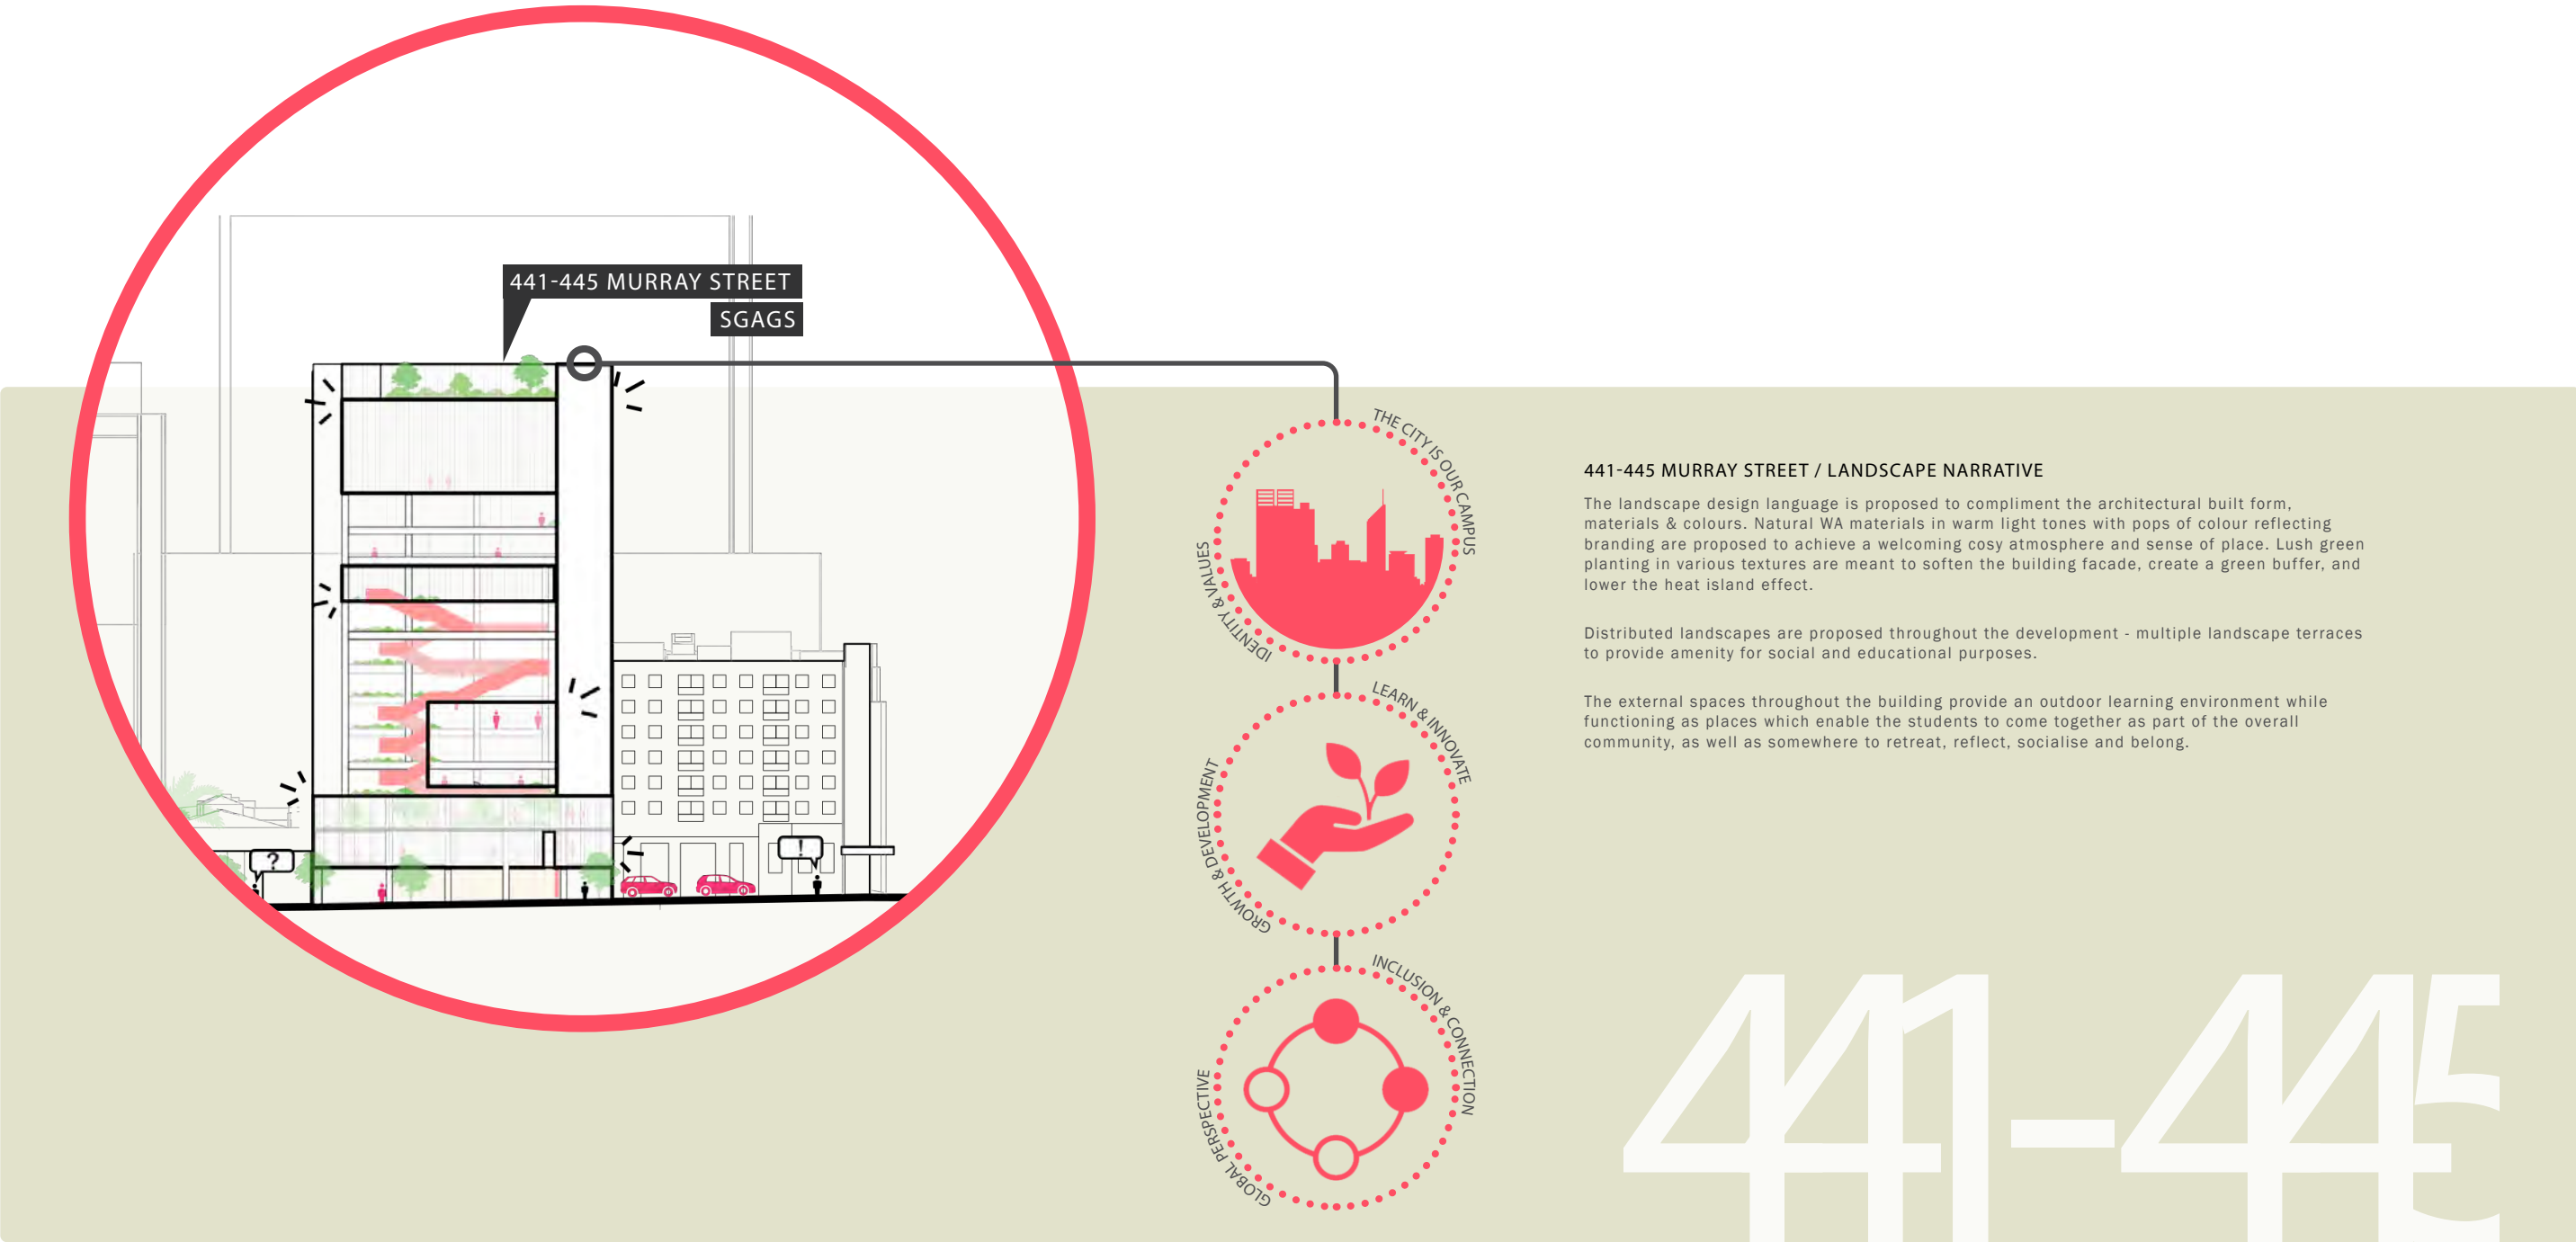 441-445 MURRAY STREET
SGAGS
?
!
THE CITY IS OUR CAMPUS
IDENTITY & VALUES
LEARN & INNOVATE
GROWTH & DEVELOPMENT
INCLUSION & CONNECTION
GLOBAL PERSPECTIVE
441-445 MURRAY STREET / LANDSCAPE NARRATIVE
The landscape design language is proposed to compliment the architectural built form,
materials & colours. Natural WA materials in warm light tones with pops of colour reflecting
branding are proposed to achieve a welcoming cosy atmosphere and sense of place. Lush green
planting in various textures are meant to soften the building facade, create a green buffer, and
lower the heat island effect.
Distributed landscapes are proposed throughout the development - multiple landscape terraces
to provide amenity for social and educational purposes.
The external spaces throughout the building provide an outdoor learning environment while
functioning as places which enable the students to come together as part of the overall
community, as well as somewhere to retreat, reflect, socialise and belong.
441-445